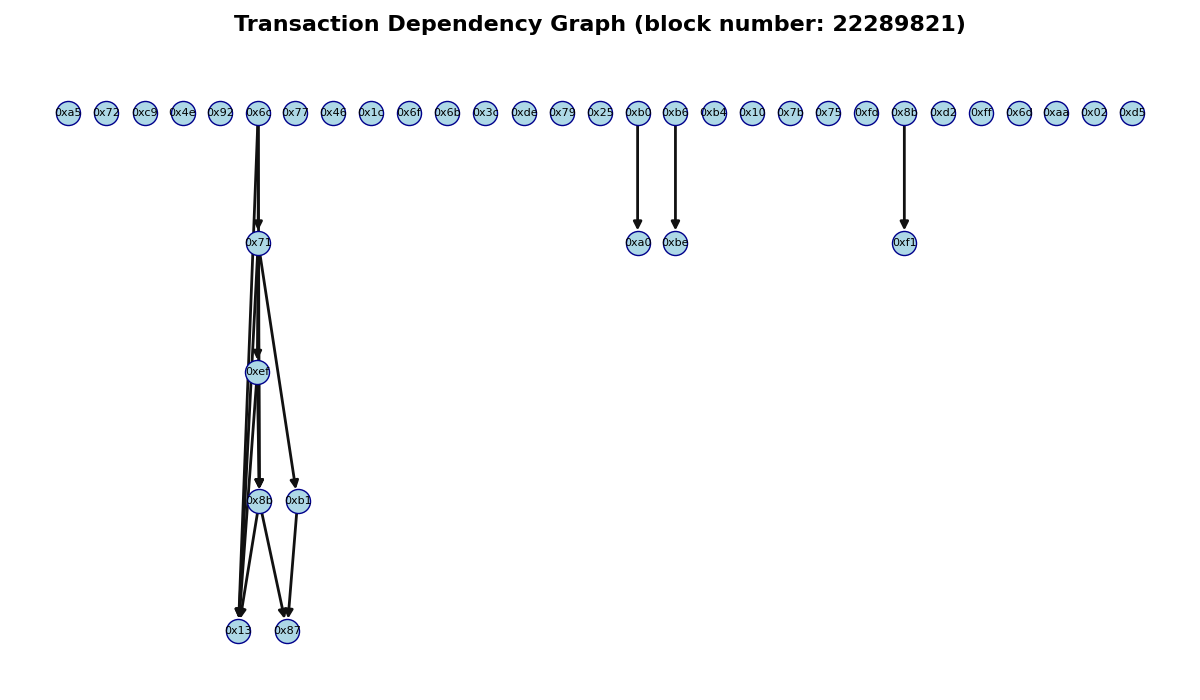 Transaction Dependency Graph (block number: 22289821)
0xa5 0x72 0xc9 0x4e 0x92 0x6c 0x77 0x46 0x1c 0x6f 0x6b 0x3c 0xde 0x79 0x25 0xb0 0xb6 0xb4 0x10 0x7b 0x75 0xfd 0x8b 0xd2 0xff 0x6d 0xaa 0x02 0xd5
0x71 0xa0 0xbe 0xf1
0xef
0x8b 0xb1
0x13 0x87